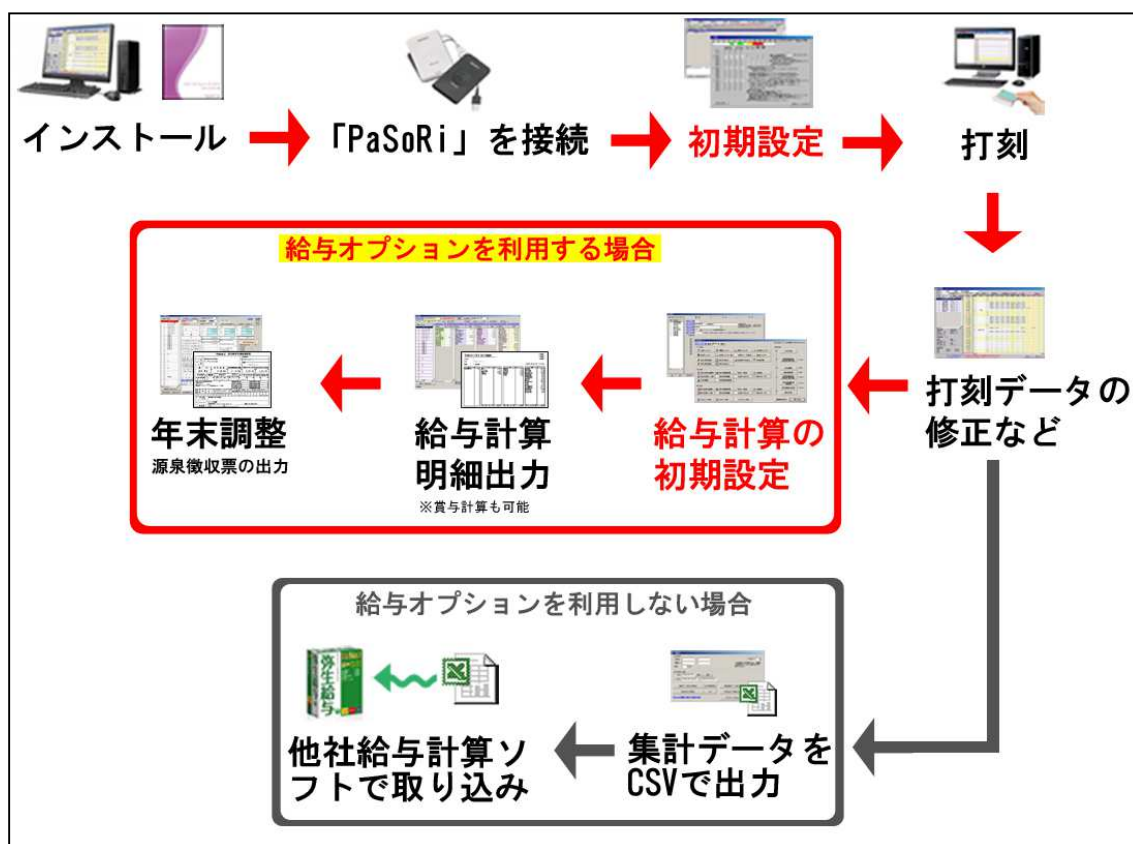 インストール
「PaSoRi」を接続
初期設定
打刻
給与オプションを利用する場合
打刻データの
修正など
給与計算の
初期設定
給与計算
明細出力
※賞与計算も可能
年末調整
源泉徴収票の出力
給与オプションを利用しない場合
弥生給与
集計データを
CSVで出力
他社給与計算ソ
フトで取り込み